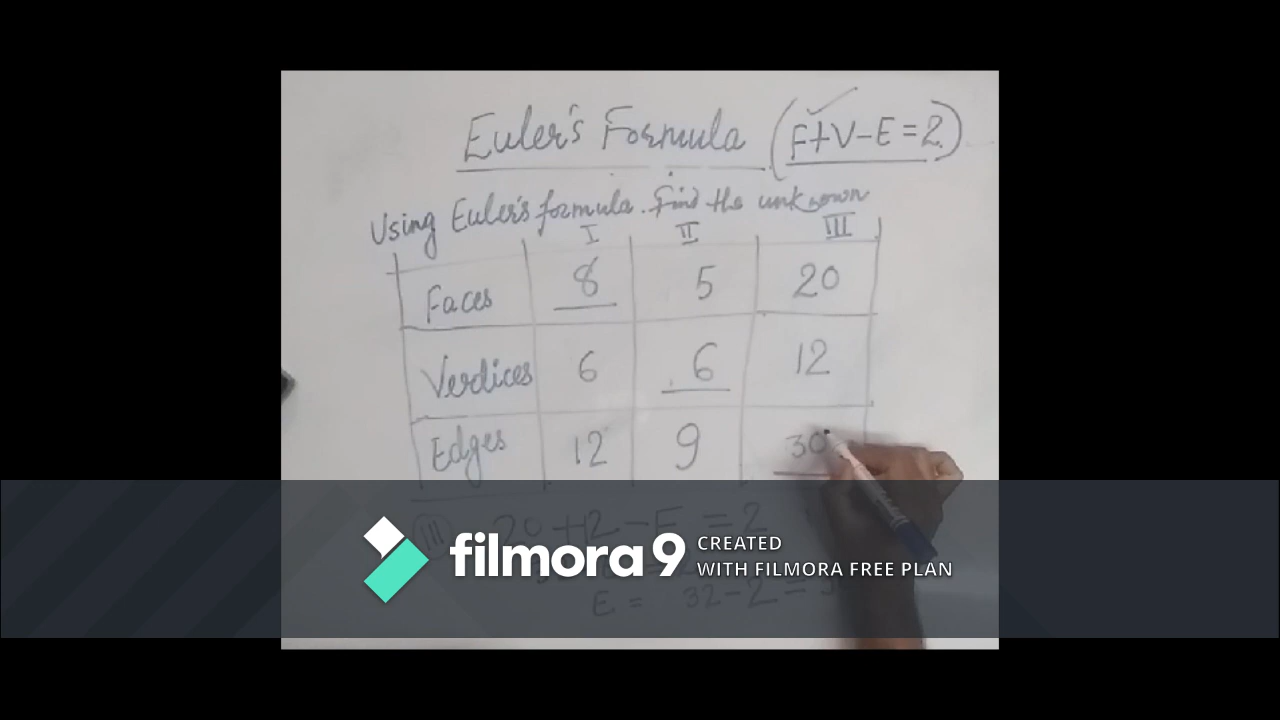 Euler's Formula (F+V-E=2)
Using Euler's formula. Find the unknown
I II III
Faces 8 5 20
Verdices 6 6 12
Edges 12 9 30
III 20+12-E=2
filmora 9 CREATED
WITH FILMORA FREE PLAN
E = 32-2=